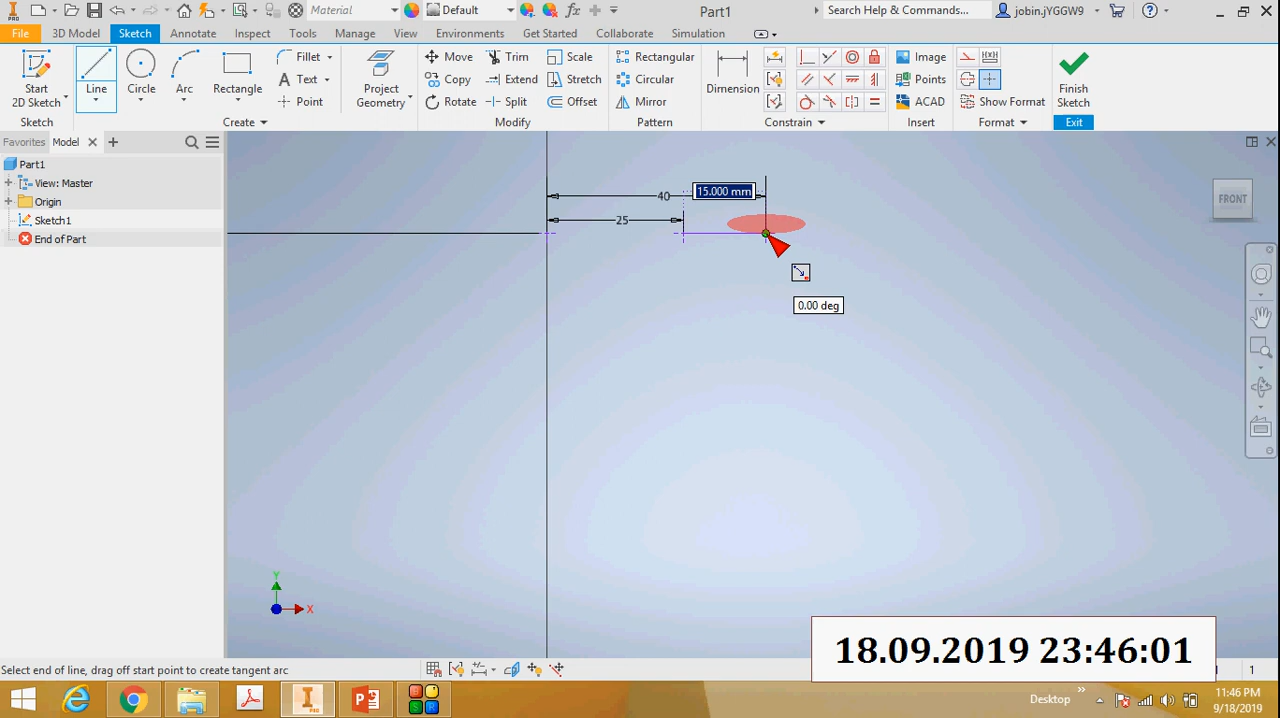 PRO
Material
Default
Part1
Search Help & Commands...
jobin.jYGGW9
File
3D Model
Sketch
Annotate
Inspect
Tools
Manage
View
Environments
Get Started
Collaborate
Simulation
Start
2D Sketch
Line
Circle
Arc
Rectangle
Fillet
Text
Point
Project
Geometry
Move
Trim
Scale
Copy
Extend
Stretch
Rotate
Split
Offset
Rectangular
Circular
Mirror
Dimension
Image
Points
ACAD
Show Format
Finish
Sketch
Sketch
Create
Modify
Pattern
Constrain
Insert
Format
Exit
Favorites
Model
Part1
View: Master
Origin
Sketch1
End of Part
40
15.000 mm
25
0.00 deg
FRONT
Y
X
18.09.2019 23:46:01
Select end of line, drag off start point to create tangent arc
1
Desktop
11:46 PM
9/18/2019